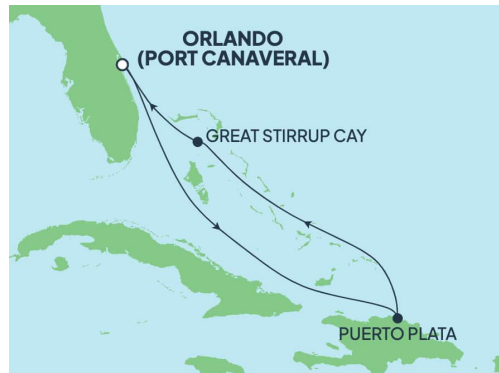 ORLANDO
(PORT CANAVERAL)
GREAT STIRRUP CAY
PUERTO PLATA